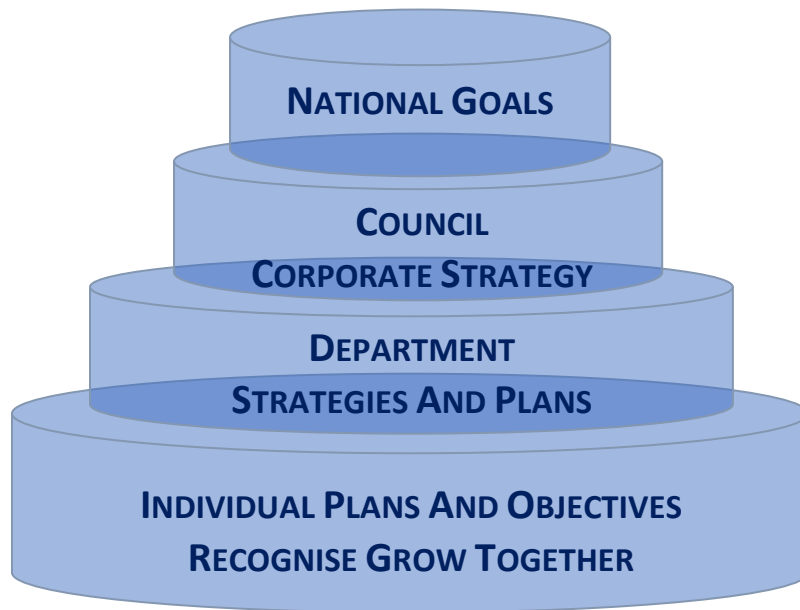 NATIONAL GOALS
COUNCIL
CORPORATE STRATEGY
DEPARTMENT
STRATEGIES AND PLANS
INDIVIDUAL PLANS AND OBJECTIVES
RECOGNISE GROW TOGETHER